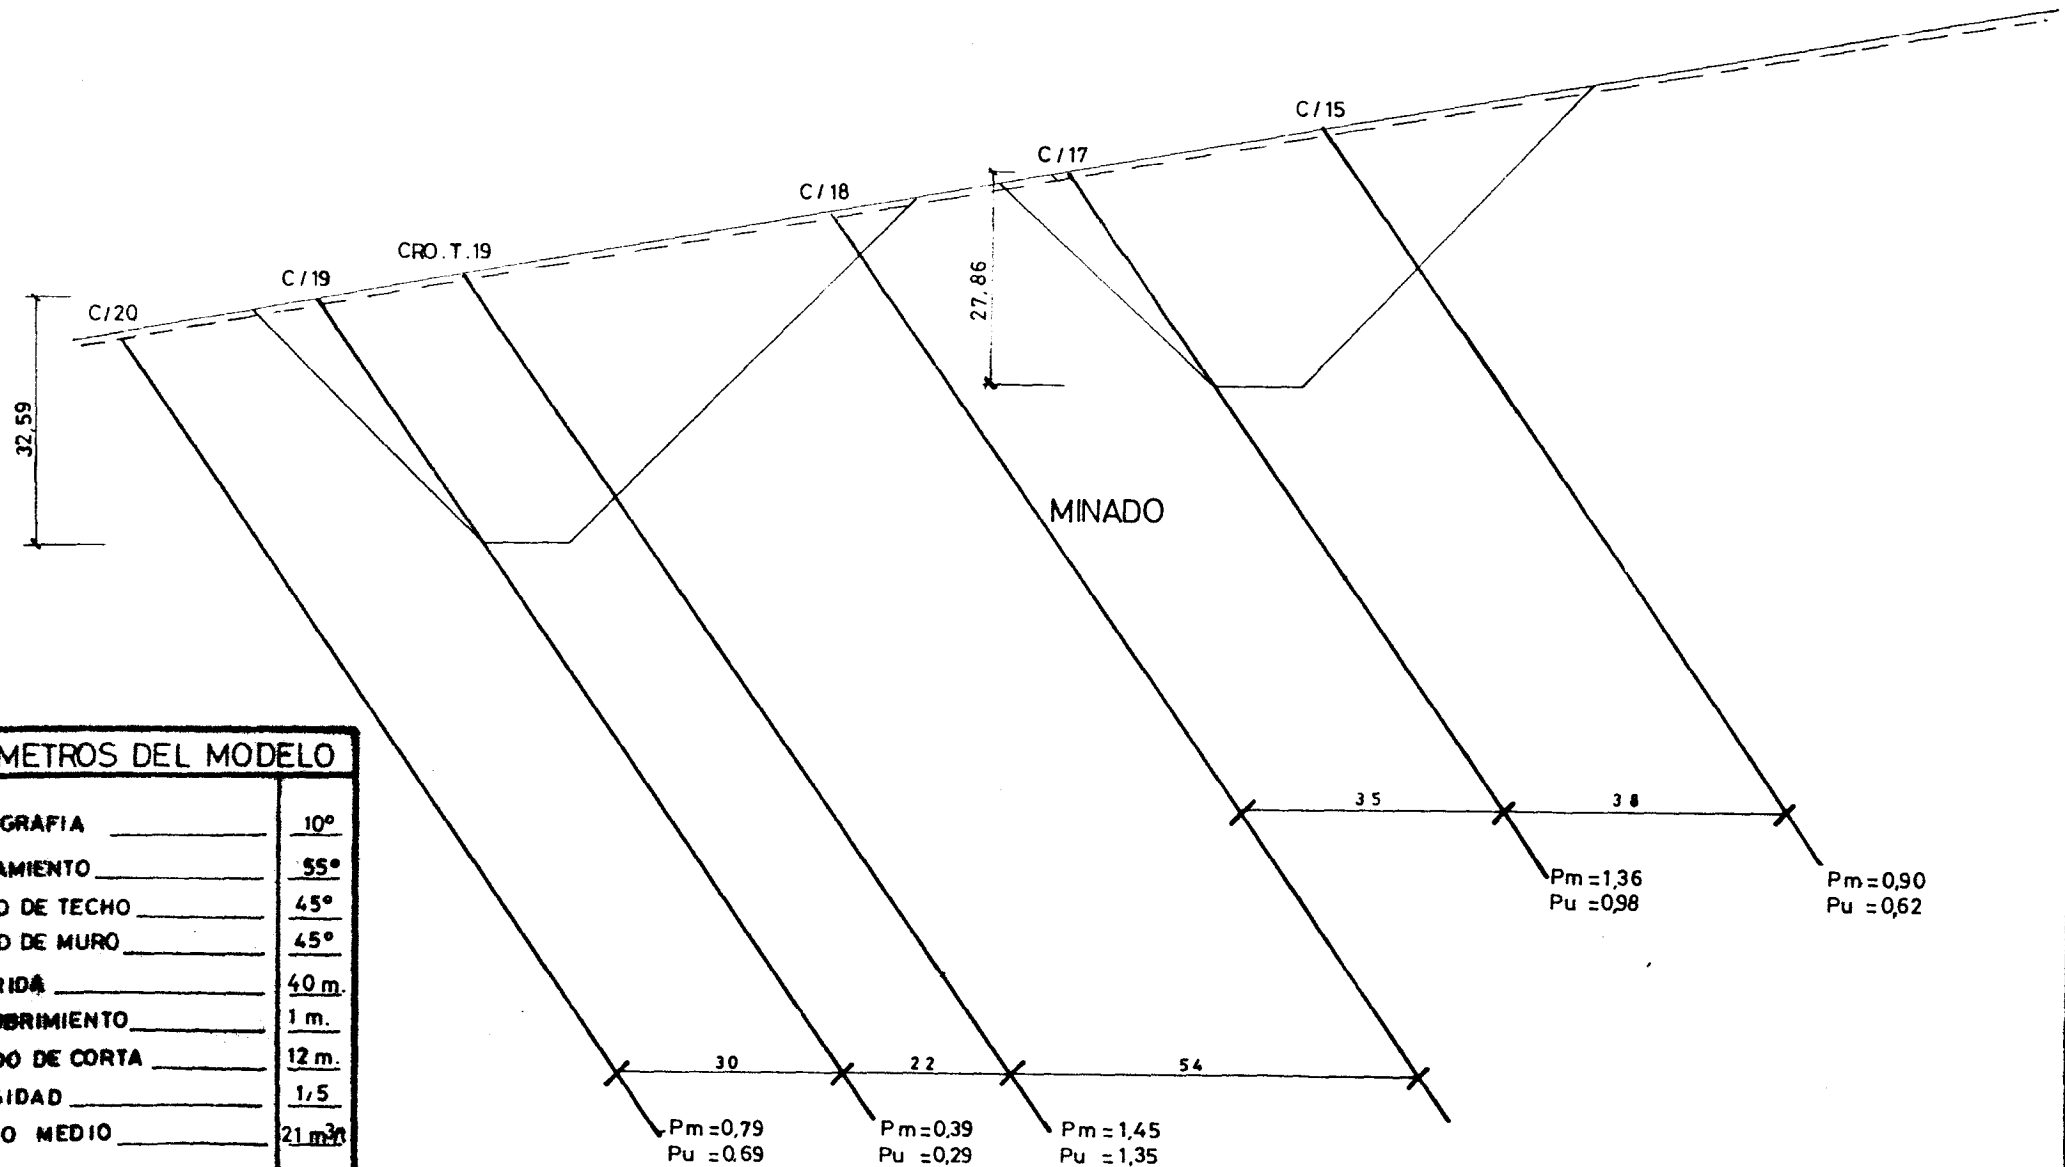 C/15
C/17
C/18
CRO.T.19
C/19
C/20
27,86
32,59
MINADO
METROS DEL MODELO
GRAFIA 10°
AMIENTO 55°
O DE TECHO 45°
O DE MURO 45°
RIDA 40 m.
BRIMIENTO 1 m.
DO DE CORTA 12 m.
SIDAD 1,5
O MEDIO 21 m³/t
35 38
Pm=1,36
Pu=0,98
Pm=0,90
Pu=0,62
30 22 54
Pm=0,79
Pu=0.69
Pm=0,39
Pu=0,29
Pm=1,45
Pu=1,35